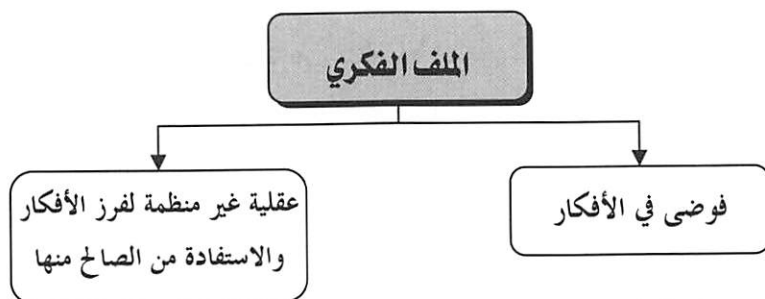 الملف الفكري
فوضى في الأفكار
عقلية غير منظمة لفرز الأفكار
والاستفادة من الصالح منها